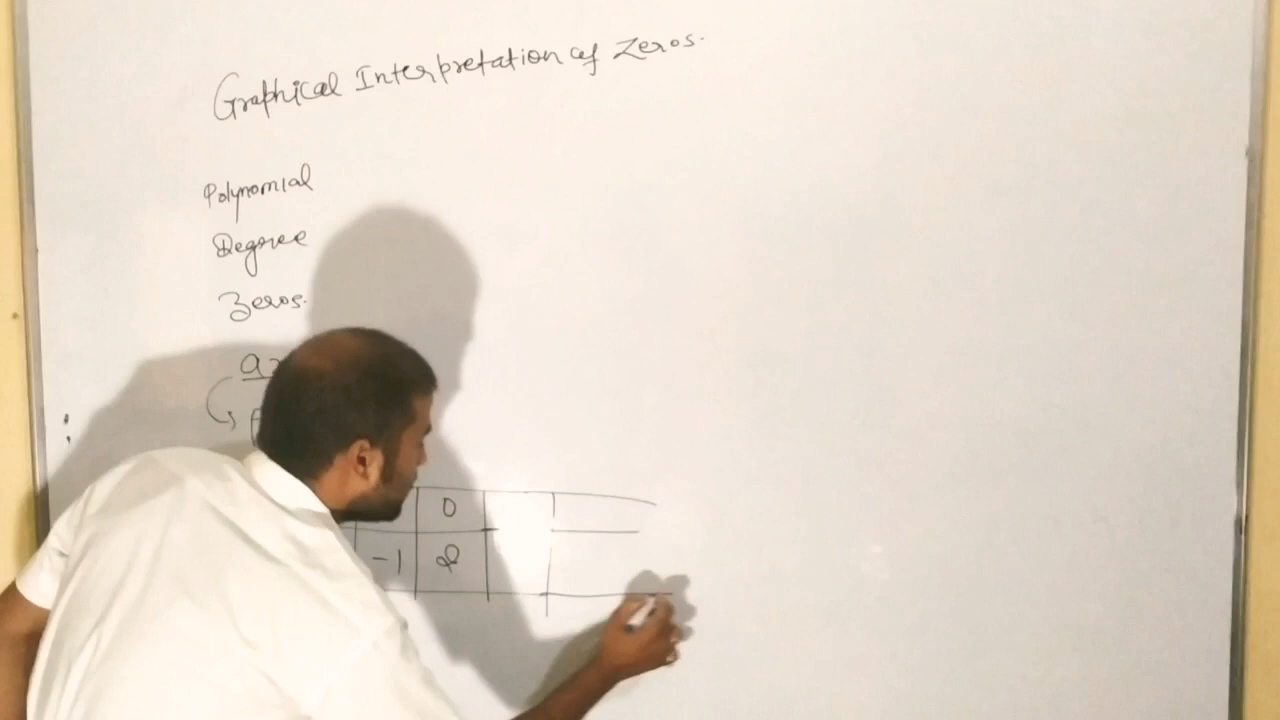 Graphical Interpretation of Zeros.
Polynomial
Degree
Zeros.
0
-1 2